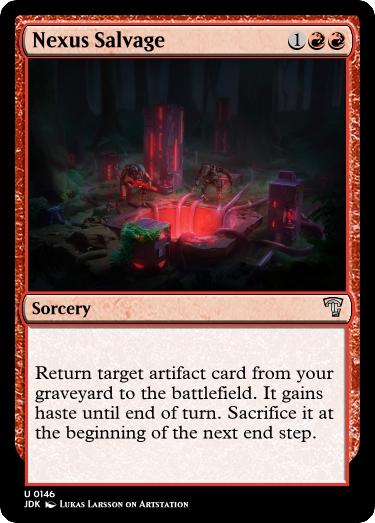 Nexus Salvage 1
Sorcery
Return target artifact card from your
graveyard to the battlefield. It gains
haste until end of turn. Sacrifice it at
the beginning of the next end step.
U 0146
JDK Lukas Larsson on Artstation